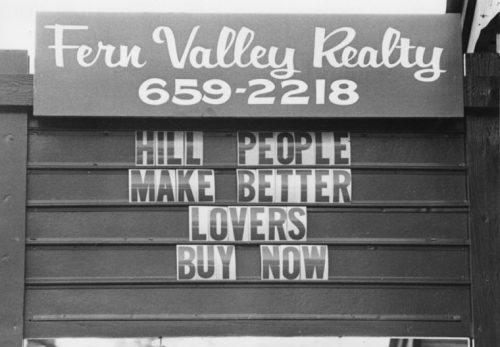 Fern Valley Realty
659-2218
HILL PEOPLE
MAKE BETTER
LOVERS
BUY NOW